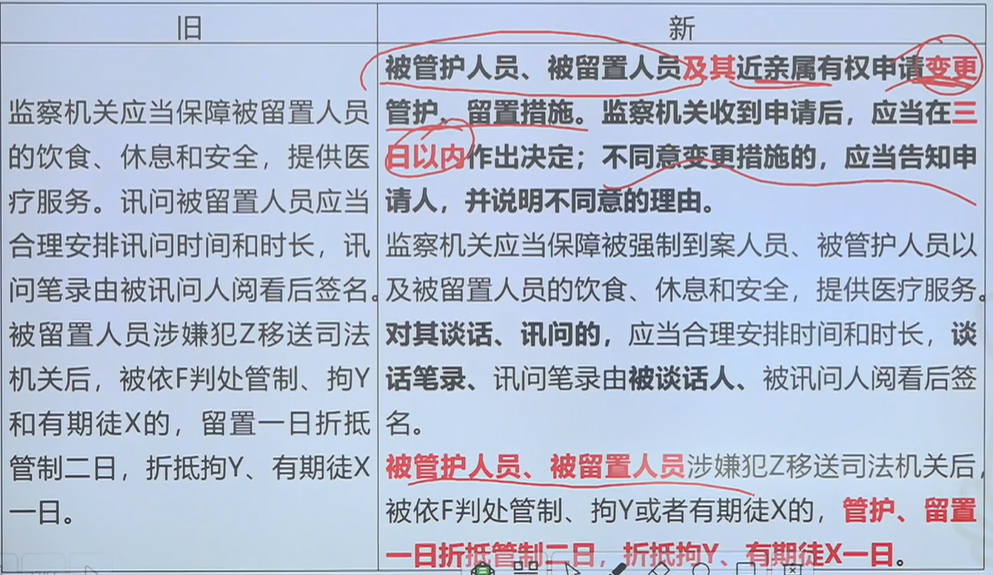 旧
监察机关应当保障被留置人员
的饮食、休息和安全，提供医
疗服务。讯问被留置人员应当
合理安排讯问时间和时长，讯
问笔录由被讯问人阅看后签名。
被留置人员涉嫌犯Z移送司法
机关后，被依F判处管制、拘Y
和有期徒X的，留置一日折抵
管制二日，折抵拘Y、有期徒X
一日。
新
被管护人员、被留置人员及其近亲属有权申请变更
管护、留置措施。监察机关收到申请后，应当在三
日以内作出决定；不同意变更措施的，应当告知申
请人，并说明不同意的理由。
监察机关应当保障被强制到案人员、被管护人员以
及被留置人员的饮食、休息和安全，提供医疗服务。
对其谈话、讯问的，应当合理安排时间和时长，谈
话笔录、讯问笔录由被谈话人、被讯问人阅看后签
名。
被管护人员、被留置人员涉嫌犯Z移送司法机关后，
被依F判处管制、拘Y或者有期徒X的，管护、留置
一日折抵管制二日，折抵拘Y、有期徒X一日。